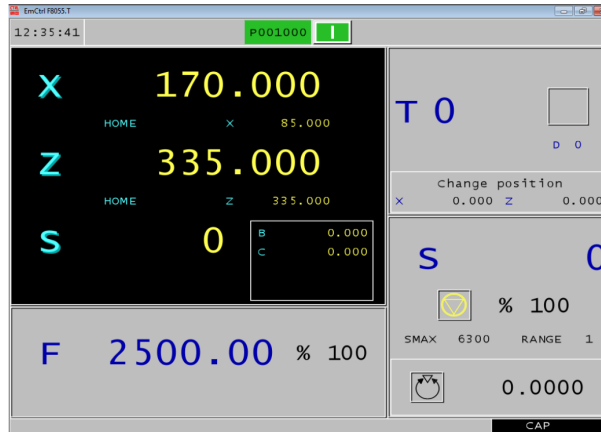 EmCtrl F8055.T
12:35:41 P001000
X 170.000
HOME X 85.000
Z 335.000
HOME Z 335.000
S 0
B 0.000
C 0.000
F 2500.00 % 100
T 0
D 0
Change position
X 0.000 Z 0.000
S 0
% 100
SMAX 6300 RANGE 1
0.0000
CAP